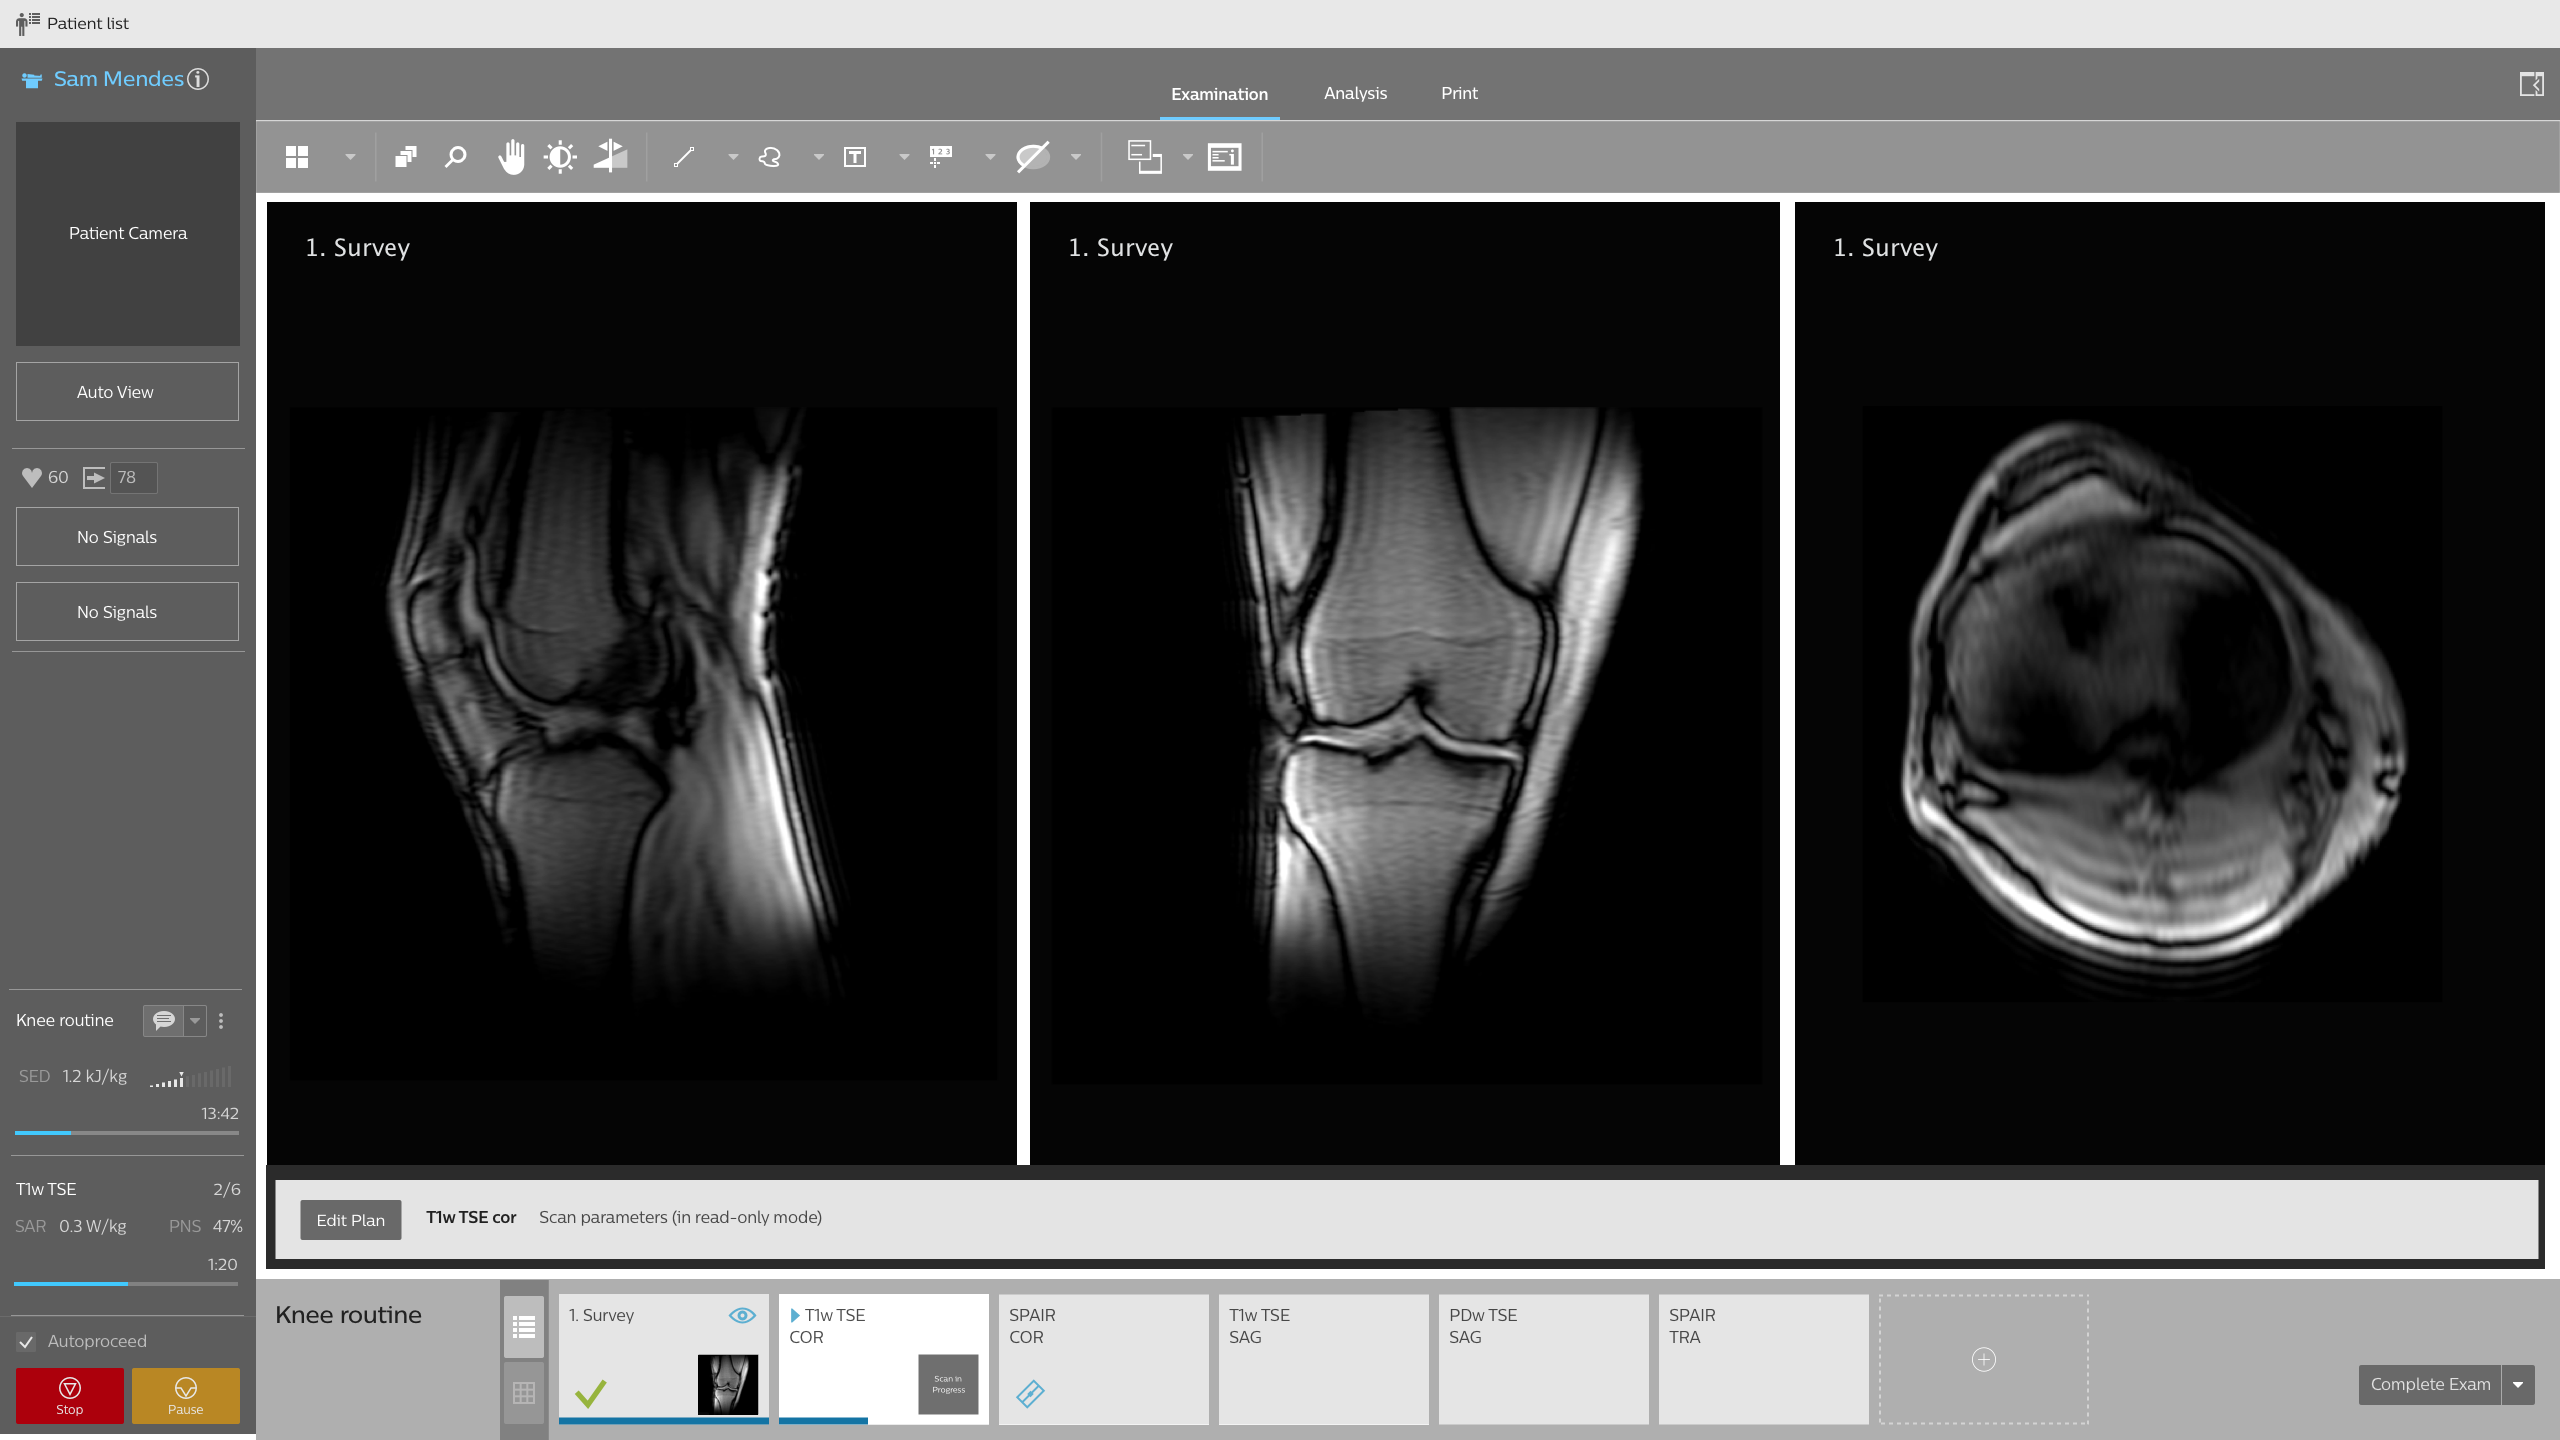 Patient list
Sam Mendes
Examination
Analysis
Print
Patient Camera
Auto View
60
78
No Signals
No Signals
T
1 2 3
1. Survey
1. Survey
1. Survey
Knee routine
SED 1.2 kJ/kg
13:42
T1w TSE 2/6
SAR 0.3 W/kg PNS 47%
1:20
Autoproceed
Stop
Pause
Edit Plan
T1w TSE cor
Scan parameters (in read-only mode)
Knee routine
1. Survey
T1w TSE
COR
Scan In
Progress
SPAIR
COR
T1w TSE
SAG
PDw TSE
SAG
SPAIR
TRA
Complete Exam